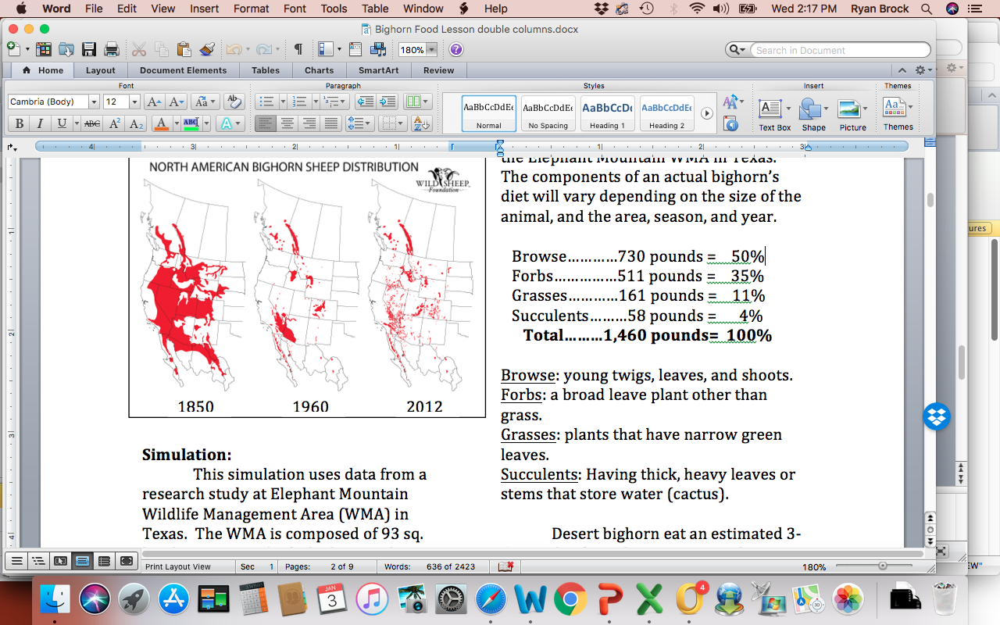 Word File Edit View Insert Format Font Tools Table Window Help Wed 2:17 PM Ryan Brock
Bighorn Food Lesson double columns.docx
180% Search in Document
Home Layout Document Elements Tables Charts SmartArt Review
Font Paragraph Styles Insert Themes
Cambria (Body) 12
AaBbCcDdEe AaBbCcDdEe AaBbCcDc AaBbCcDdEe
Normal No Spacing Heading 1 Heading 2 Text Box Shape Picture Themes
NORTH AMERICAN BIGHORN SHEEP DISTRIBUTION
WILD SHEEP
Foundation
1850 1960 2012
Simulation:
This simulation uses data from a
research study at Elephant Mountain
Wildlife Management Area (WMA) in
Texas. The WMA is composed of 93 sq.
the Elephant Mountain WMA in Texas.
The components of an actual bighorn’s
diet will vary depending on the size of the
animal, and the area, season, and year.
Browse………..730 pounds = 50%
Forbs…………..511 pounds = 35%
Grasses………..161 pounds = 11%
Succulents…….58 pounds = 4%
Total………1,460 pounds= 100%
Browse: young twigs, leaves, and shoots.
Forbs: a broad leave plant other than
grass.
Grasses: plants that have narrow green
leaves.
Succulents: Having thick, heavy leaves or
stems that store water (cactus).
Desert bighorn eat an estimated 3-
ures
Print Layout View Sec 1 Pages: 2 of 9 Words: 636 of 2423 180%
EW"
JAN
3
4